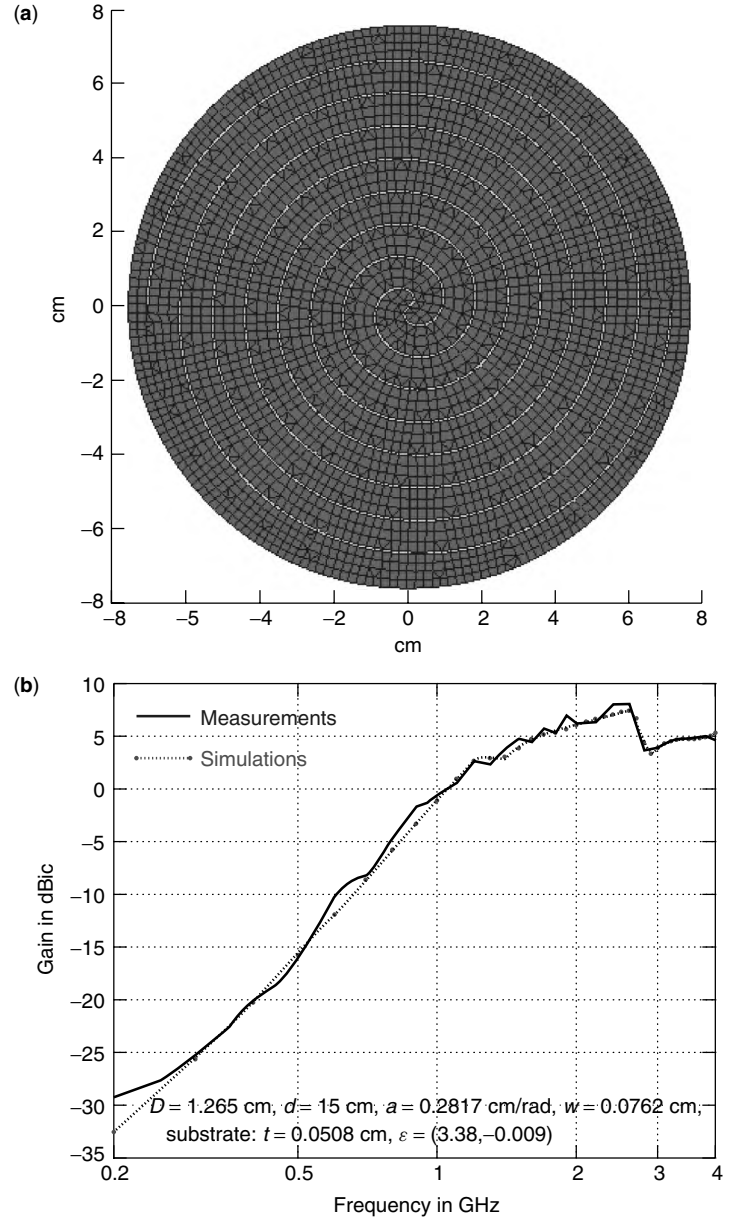 (a)
8
6
4
2
0
−2
−4
−6
−8
cm
−8 −6 −4 −2 0 2 4 6 8
cm
(b)
10
5
0
−5
−10
−15
−20
−25
−30
−35
Gain in dBic
Measurements
Simulations
D = 1.265 cm, d = 15 cm, a = 0.2817 cm/rad, w = 0.0762 cm,
substrate: t = 0.0508 cm, ε = (3.38,−0.009)
0.2 0.5 1 2 3 4
Frequency in GHz